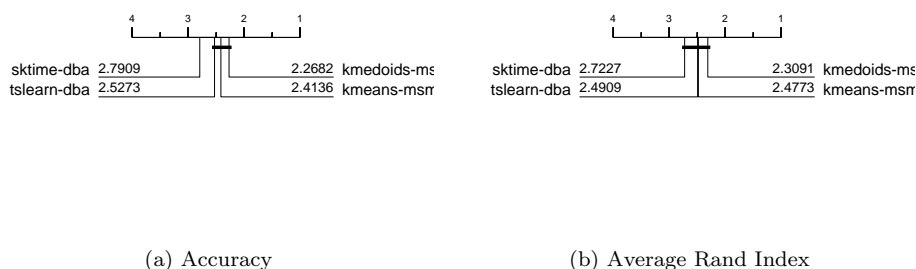 4 3 2 1
sktime-dba 2.7909 2.2682 kmedoids-ms
tslearn-dba 2.5273 2.4136 kmeans-msm
(a) Accuracy
4 3 2 1
sktime-dba 2.7227 2.3091 kmedoids-ms
tslearn-dba 2.4909 2.4773 kmeans-msm
(b) Average Rand Index